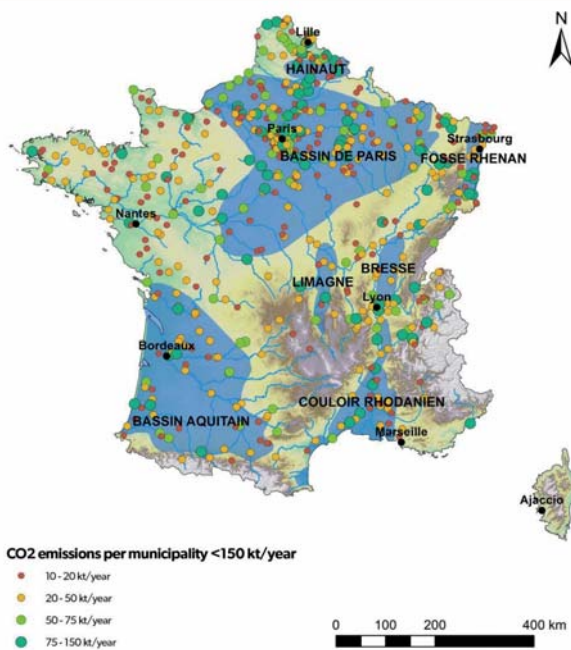 N
Lille
HAINAUT
Paris
BASSIN DE PARIS
Strasbourg
FOSSE RHENAN
Nantes
LIMAGNE
BRESSE
Lyon
Bordeaux
COULOIR RHODANIEN
BASSIN AQUITAIN
Marseille
Ajaccio
CO2 emissions per municipality <150 kt/year
10 - 20 kt/year
20 - 50 kt/year
50 - 75 kt/year
75 - 150 kt/year
0 100 200 400 km